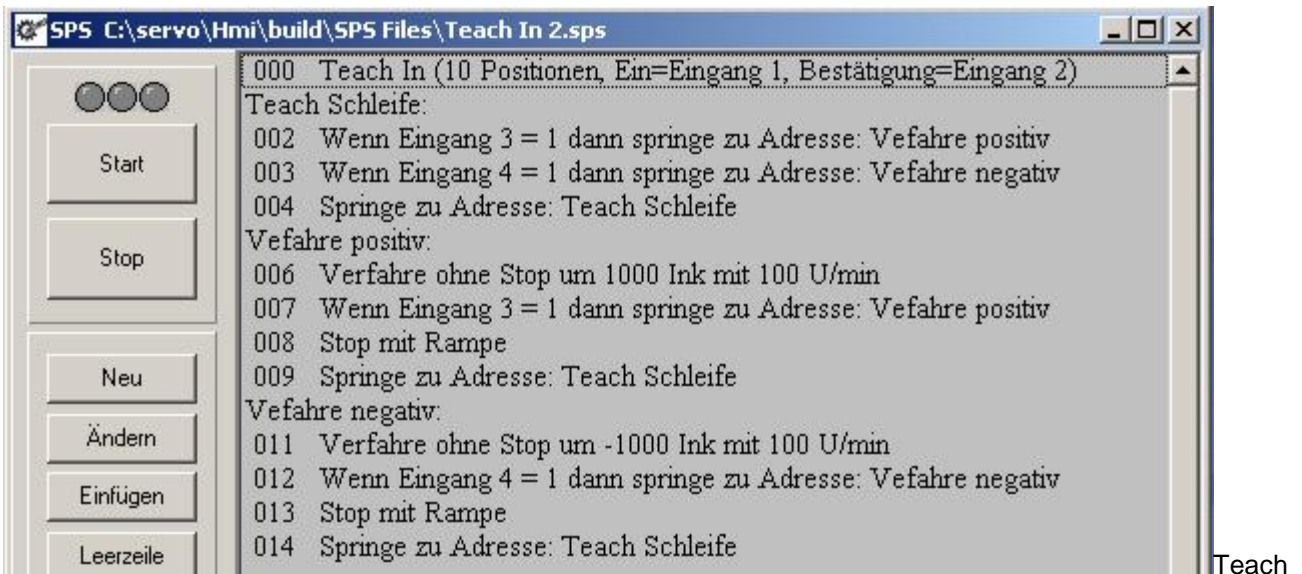 SPS C:\servo\Hmi\build\SPS Files\Teach In 2.sps
Start
Stop
Neu
Ändern
Einfügen
Leerzeile
000 Teach In (10 Positionen, Ein=Eingang 1, Bestätigung=Eingang 2)
Teach Schleife:
002 Wenn Eingang 3 = 1 dann springe zu Adresse: Vefahre positiv
003 Wenn Eingang 4 = 1 dann springe zu Adresse: Vefahre negativ
004 Springe zu Adresse: Teach Schleife
Vefahre positiv:
006 Verfahre ohne Stop um 1000 Ink mit 100 U/min
007 Wenn Eingang 3 = 1 dann springe zu Adresse: Vefahre positiv
008 Stop mit Rampe
009 Springe zu Adresse: Teach Schleife
Vefahre negativ:
011 Verfahre ohne Stop um -1000 Ink mit 100 U/min
012 Wenn Eingang 4 = 1 dann springe zu Adresse: Vefahre negativ
013 Stop mit Rampe
014 Springe zu Adresse: Teach Schleife
Teach